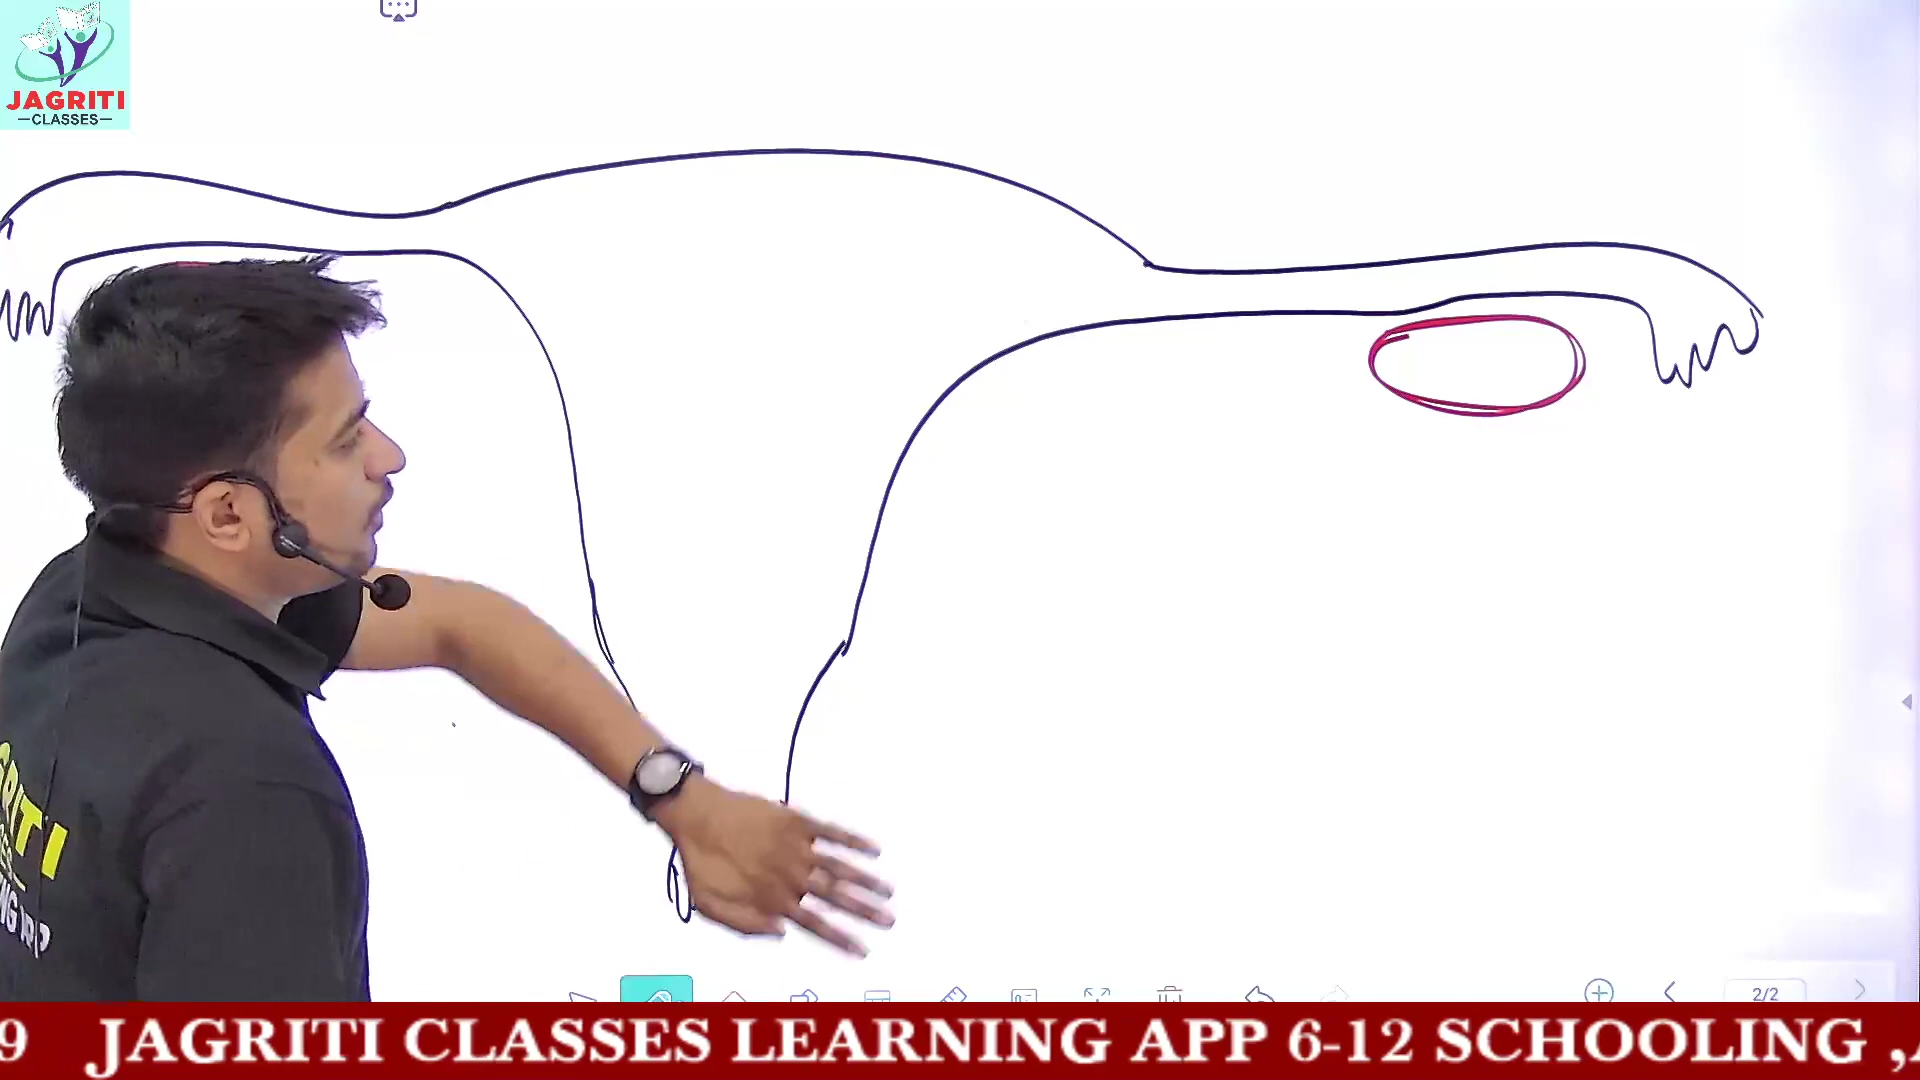 JAGRITI
—CLASSES—
2/2
9 JAGRITI CLASSES LEARNING APP 6-12 SCHOOLING ,